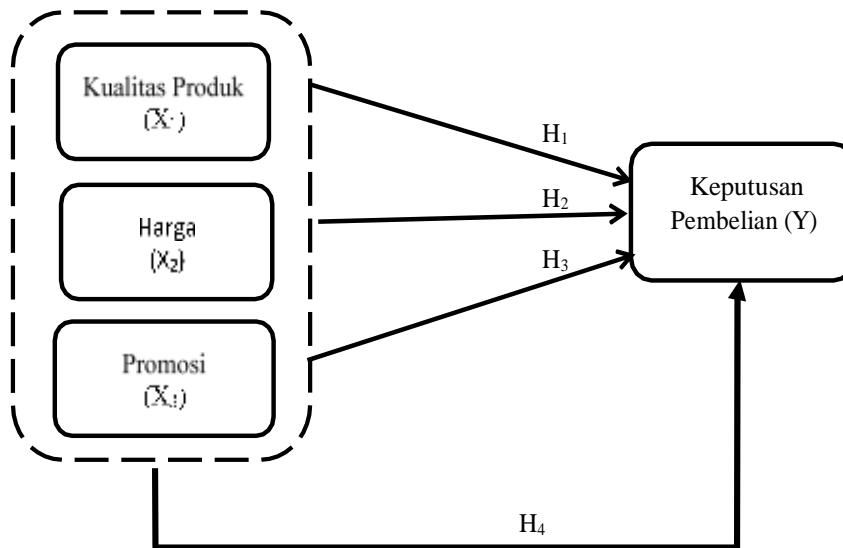 Kualitas Produk
H₁
Keputusan
Pembelian (Y)
H₂
Harga
(X₂)
H₃
Promosi
H₄